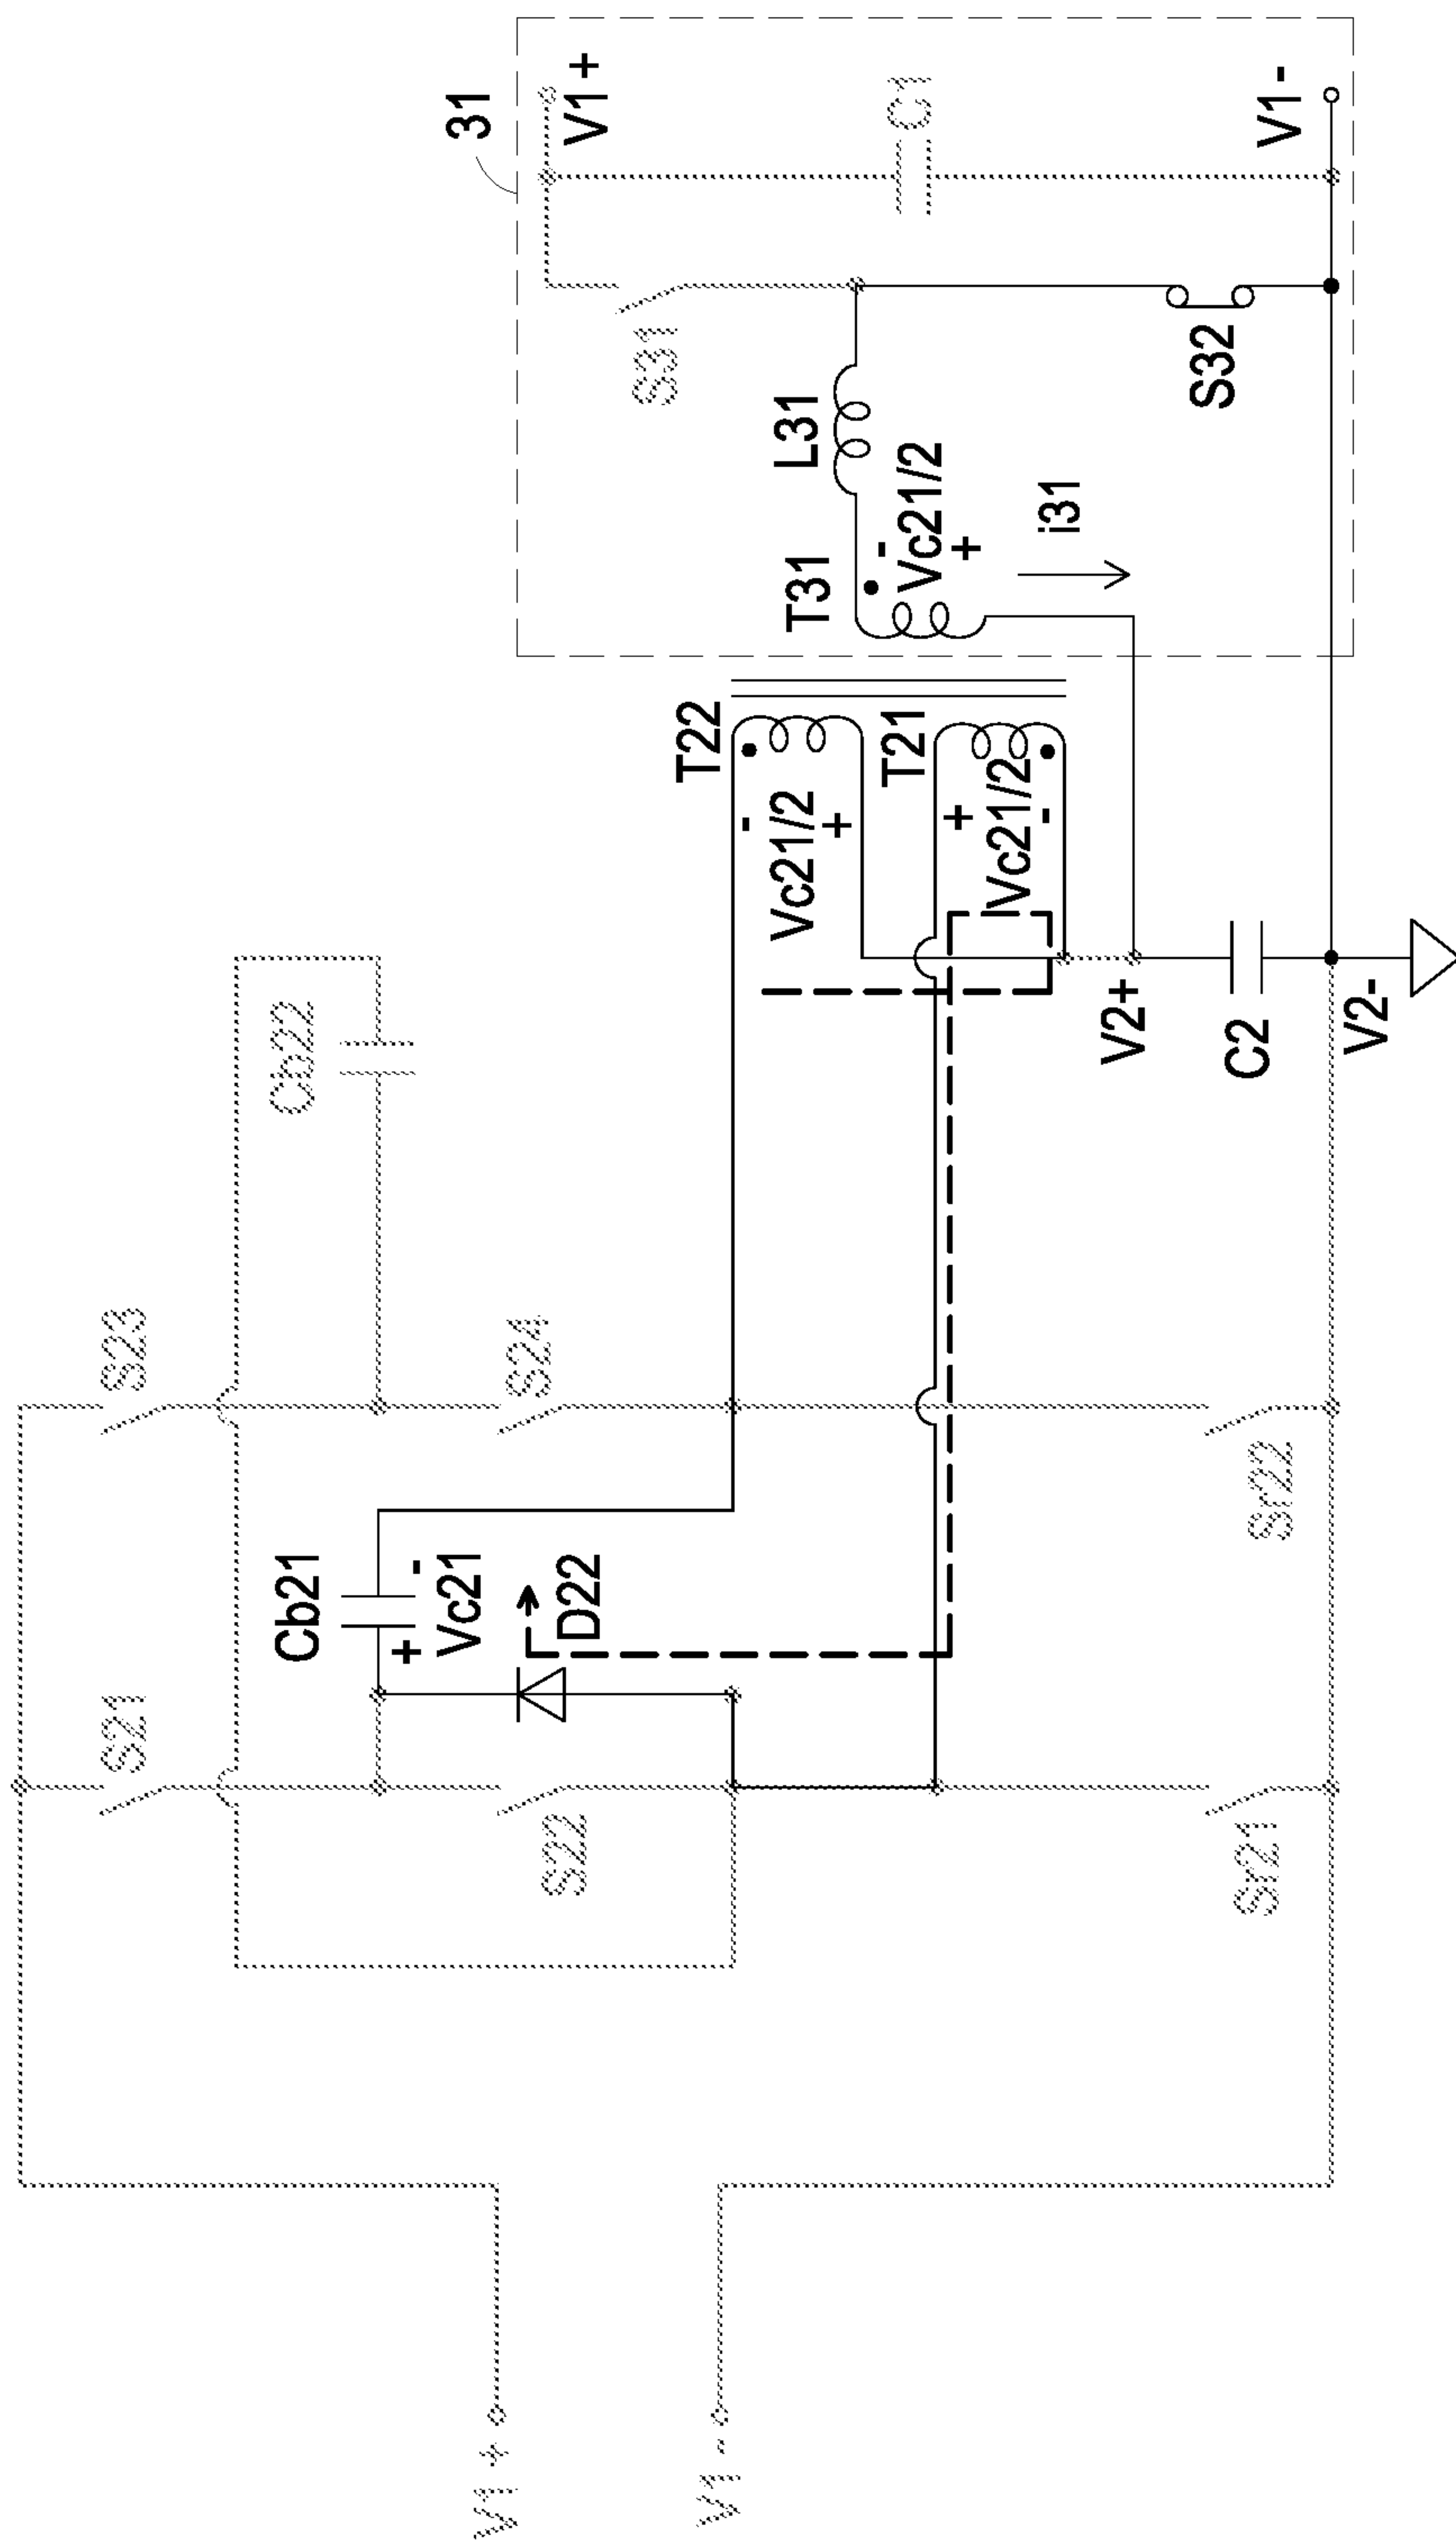 31
V1+
C1
V1-
S31
L31
S32
T31
-
Vc21/2
+
i31
T22
-
Vc21/2
+
T21
+
Vc21/2
-
Cb22
V2+
C2
V2-
S23
S24
Sr22
Cb21
+
-
Vc21
D22
S21
S22
Sr21
V1+
V1-